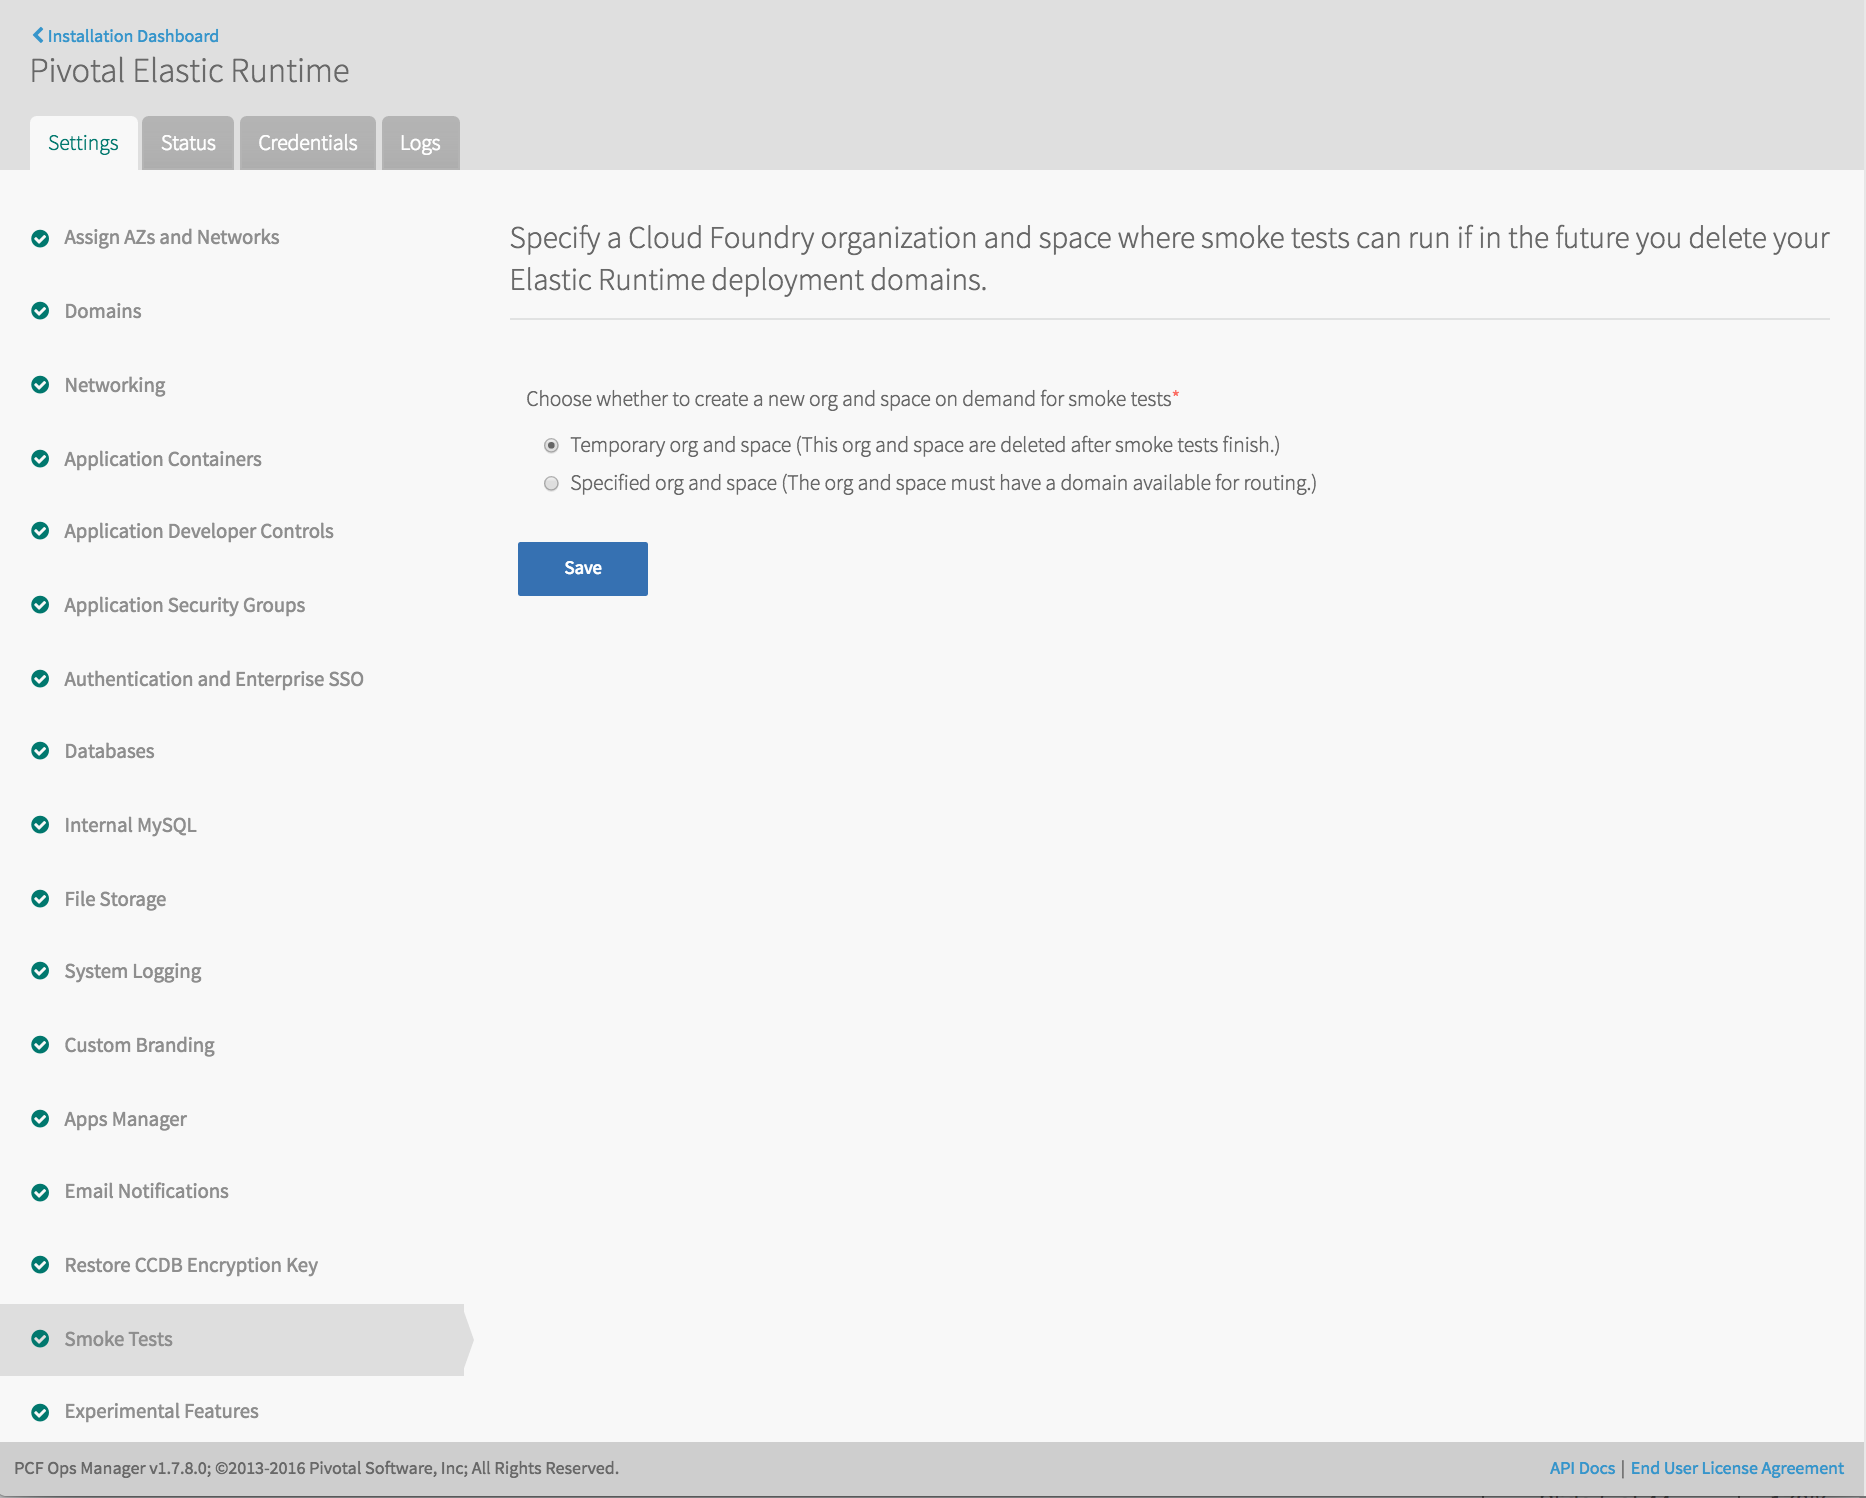 Installation Dashboard
Pivotal Elastic Runtime
Settings
Status
Credentials
Logs
Assign AZs and Networks
Domains
Networking
Application Containers
Application Developer Controls
Application Security Groups
Authentication and Enterprise SSO
Databases
Internal MySQL
File Storage
System Logging
Custom Branding
Apps Manager
Email Notifications
Restore CCDB Encryption Key
Smoke Tests
Experimental Features
Specify a Cloud Foundry organization and space where smoke tests can run if in the future you delete your
Elastic Runtime deployment domains.
Choose whether to create a new org and space on demand for smoke tests*
Temporary org and space (This org and space are deleted after smoke tests finish.)
Specified org and space (The org and space must have a domain available for routing.)
Save
PCF Ops Manager v1.7.8.0; ©2013-2016 Pivotal Software, Inc; All Rights Reserved.
API Docs | End User License Agreement